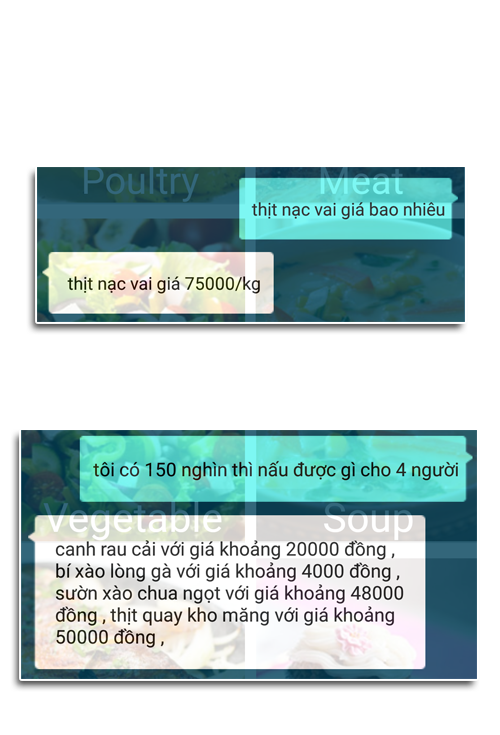 Poultry
Meat
thịt nạc vai giá bao nhiêu
thịt nạc vai giá 75000/kg
tôi có 150 nghìn thì nấu được gì cho 4 người
Vegetable
Soup
canh rau cải với giá khoảng 20000 đồng ,
bí xào lòng gà với giá khoảng 4000 đồng ,
sườn xào chua ngọt với giá khoảng 48000
đồng , thịt quay kho măng với giá khoảng
50000 đồng ,